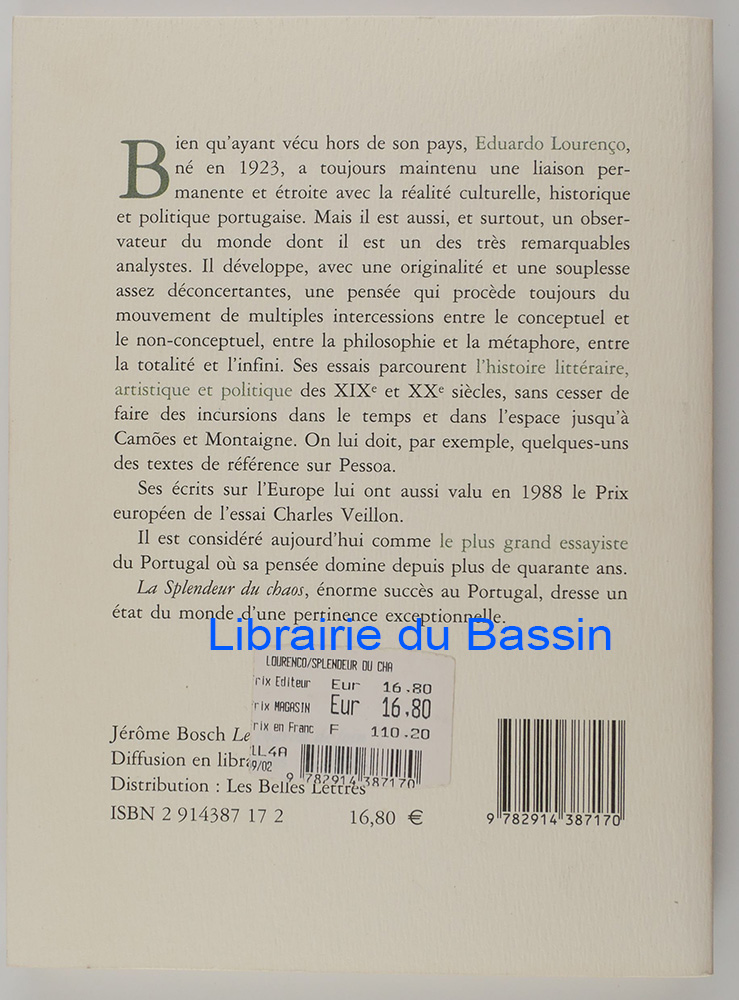 Bien qu'ayant vécu hors de son pays, Eduardo Lourenço,
né en 1923, a toujours maintenu une liaison per-
manente et étroite avec la réalité culturelle, historique
et politique portugaise. Mais il est aussi, et surtout, un obser-
vateur du monde dont il est un des très remarquables
analystes. Il développe, avec une originalité et une souplesse
assez déconcertantes, une pensée qui procède toujours du
mouvement de multiples intercessions entre le conceptuel et
le non-conceptuel, entre la philosophie et la métaphore, entre
la totalité et l'infini. Ses essais parcourent l'histoire littéraire,
artistique et politique des XIXe et XXe siècles, sans cesser de
faire des incursions dans le temps et dans l'espace jusqu'à
Camões et Montaigne. On lui doit, par exemple, quelques-uns
des textes de référence sur Pessoa.
Ses écrits sur l'Europe lui ont aussi valu en 1988 le Prix
européen de l'essai Charles Veillon.
Il est considéré aujourd'hui comme le plus grand essayiste
du Portugal où sa pensée domine depuis plus de quarante ans.
La Splendeur du chaos, énorme succès au Portugal, dresse un
état du monde d'une pertinence exceptionnelle.
Librairie du Bassin
LOURENCO/SPLENDEUR DU CHA
rix Editeur Eur 16.80
rix MAGASIN Eur 16,80
rix en Franc F 110.20
LL4A
9/02
9 782914 387170
Jérôme Bosch Le
Diffusion en libra
Distribution : Les Belles Lettres
ISBN 2 914387 17 2 16,80 €
9 782914 387170